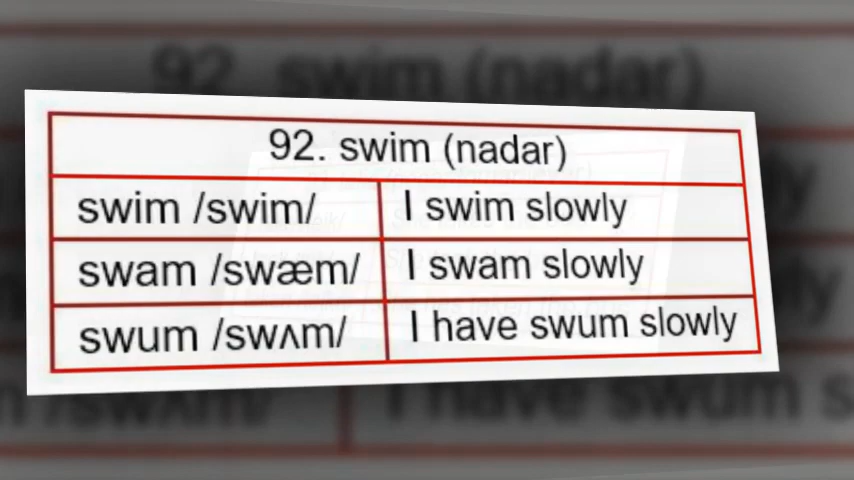 92. swim (nadar)
swim /swim/ I swim slowly
swam /swæm/ I swam slowly
swum /swʌm/ I have swum slowly